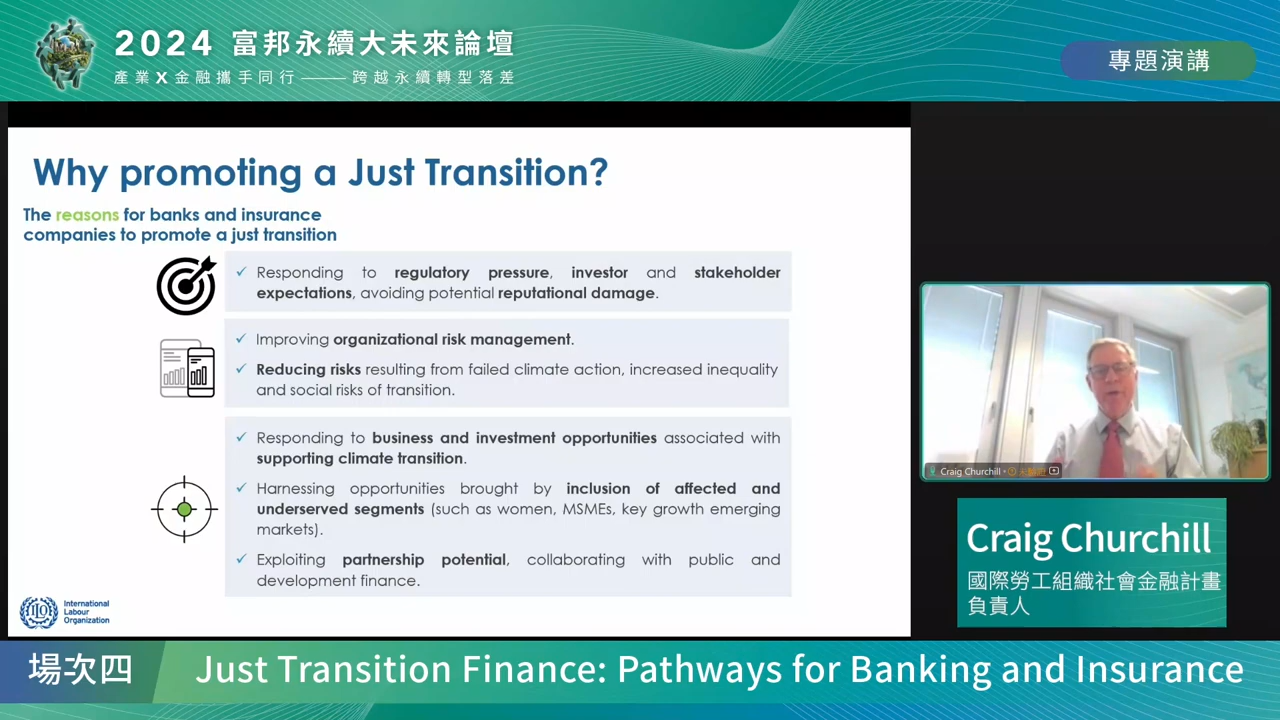 2024 富邦永續大未來論壇
產業X金融攜手同行——跨越永續轉型落差
專題演講
Why promoting a Just Transition?
The reasons for banks and insurance
companies to promote a just transition
✓ Responding to regulatory pressure, investor and stakeholder
expectations, avoiding potential reputational damage.
✓ Improving organizational risk management.
✓ Reducing risks resulting from failed climate action, increased inequality
and social risks of transition.
✓ Responding to business and investment opportunities associated with
supporting climate transition.
✓ Harnessing opportunities brought by inclusion of affected and
underserved segments (such as women, MSMEs, key growth emerging
markets).
✓ Exploiting partnership potential, collaborating with public and
development finance.
International
Labour
Organization
Craig Churchill
Craig Churchill
國際勞工組織社會金融計畫
負責人
場次四
Just Transition Finance: Pathways for Banking and Insurance